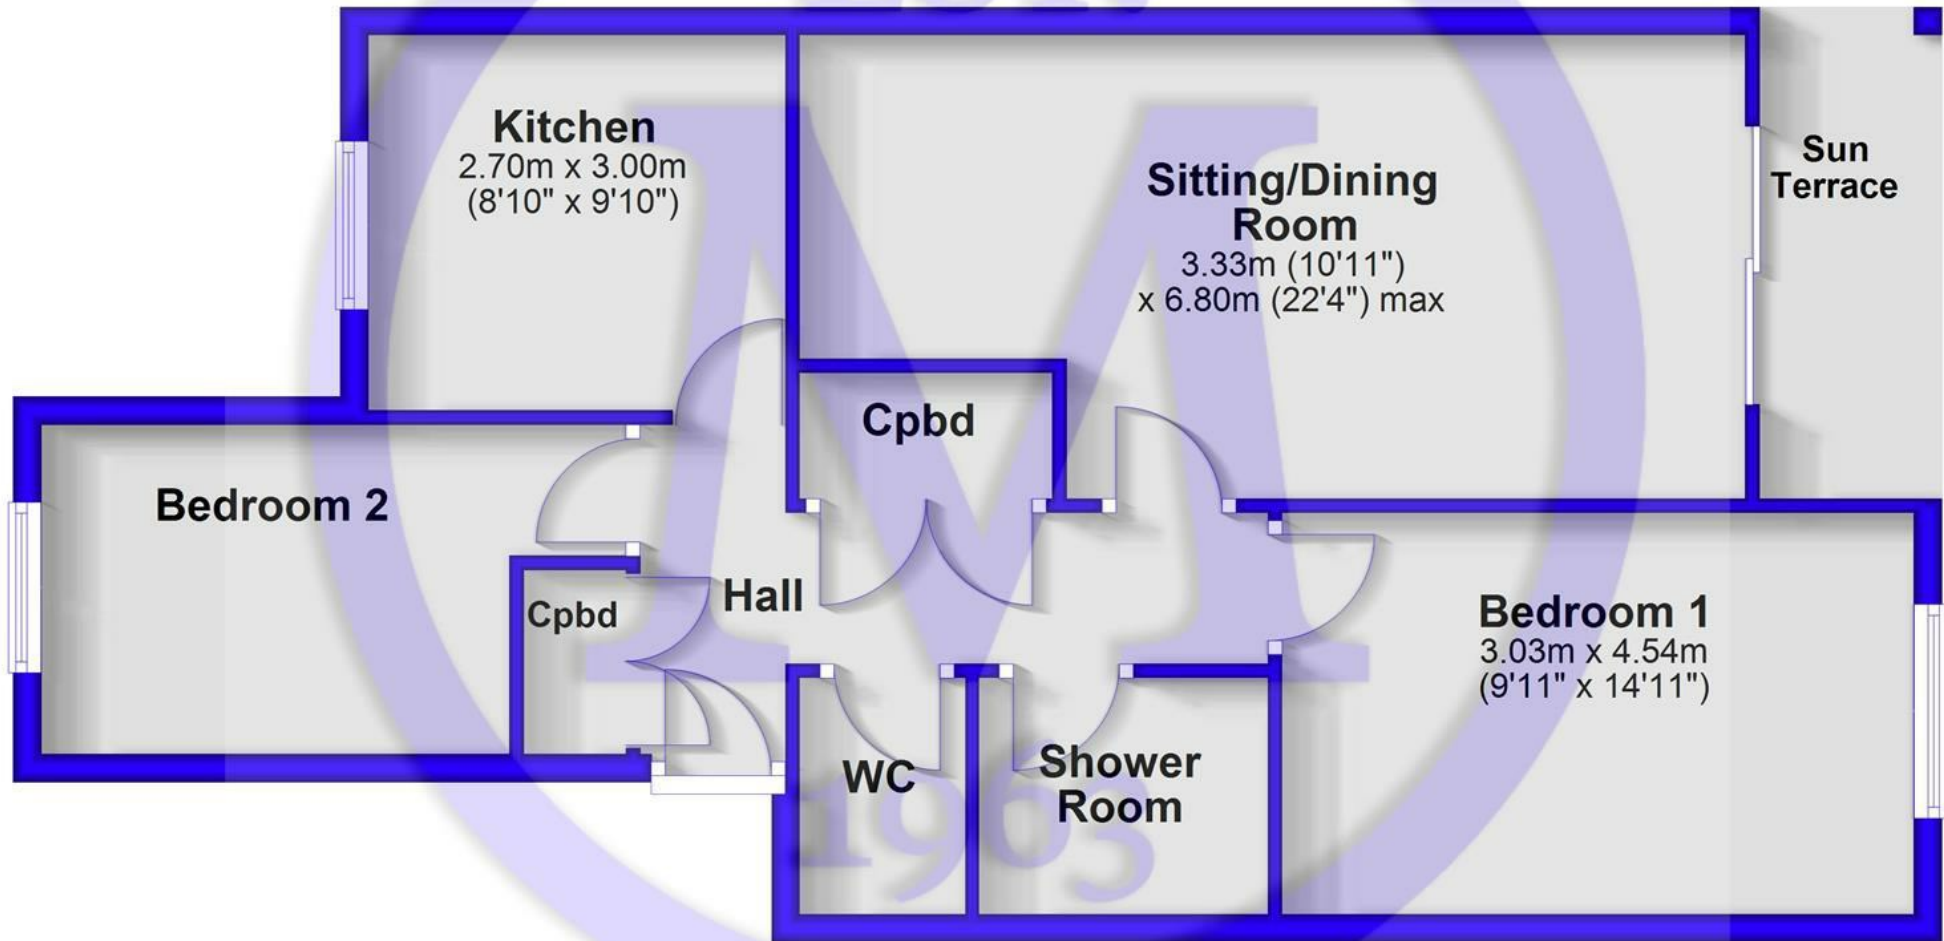 Kitchen
2.70m x 3.00m
(8'10" x 9'10")
Sitting/Dining
Room
3.33m (10'11")
x 6.80m (22'4") max
Sun
Terrace
Cpbd
Bedroom 2
Cpbd
Hall
Bedroom 1
3.03m x 4.54m
(9'11" x 14'11")
WC
Shower
Room
M
1963